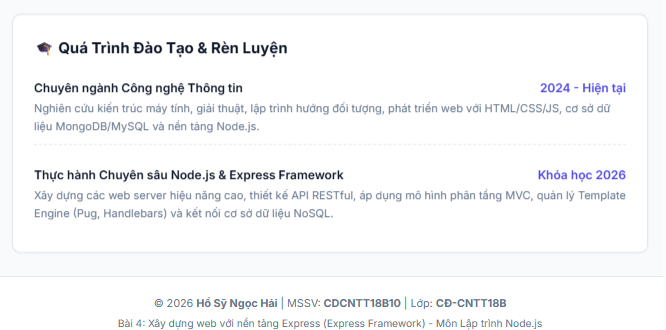 Quá Trình Đào Tạo & Rèn Luyện
Chuyên ngành Công nghệ Thông tin 2024 - Hiện tại
Nghiên cứu kiến trúc máy tính, giải thuật, lập trình hướng đối tượng, phát triển web với HTML/CSS/JS, cơ sở dữ
liệu MongoDB/MySQL và nền tảng Node.js.
Thực hành Chuyên sâu Node.js & Express Framework Khóa học 2026
Xây dựng các web server hiệu năng cao, thiết kế API RESTful, áp dụng mô hình phân tầng MVC, quản lý Template
Engine (Pug, Handlebars) và kết nối cơ sở dữ liệu NoSQL.
© 2026 Hồ Sỹ Ngọc Hải | MSSV: CDCNTT18B10 | Lớp: CĐ-CNTT18B
Bài 4: Xây dựng web với nền tảng Express (Express Framework) - Môn Lập trình Node.js